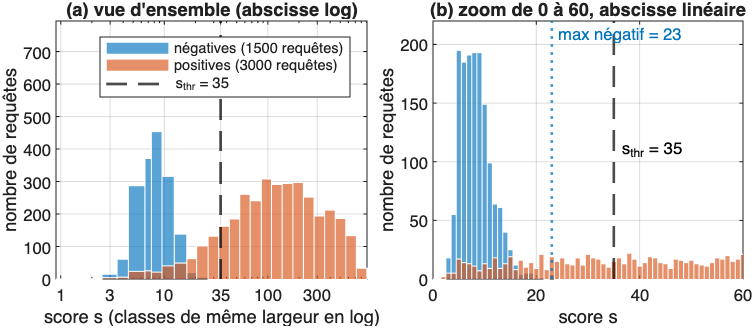 (a) vue d'ensemble (abscisse log)
nombre de requêtes
700
600
500
400
300
200
100
0
négatives (1500 requêtes)
positives (3000 requêtes)
sthr = 35
1
3
10
35
100
300
score s (classes de même largeur en log)
(b) zoom de 0 à 60, abscisse linéaire
nombre de requêtes
200
150
100
50
0
max négatif = 23
sthr = 35
0
20
40
60
score s